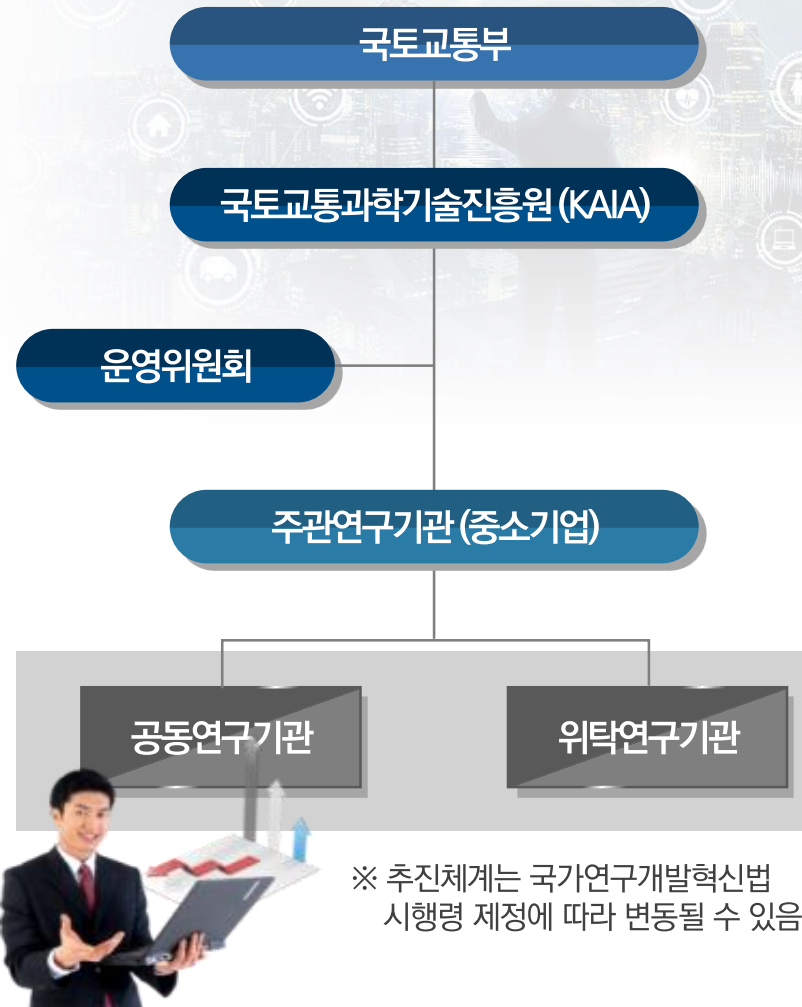 국토교통부
국토교통과학기술진흥원 (KAIA)
운영위원회
주관연구기관 (중소기업)
공동연구기관
위탁연구기관
※ 추진체계는 국가연구개발혁신법
시행령 제정에 따라 변동될 수 있음